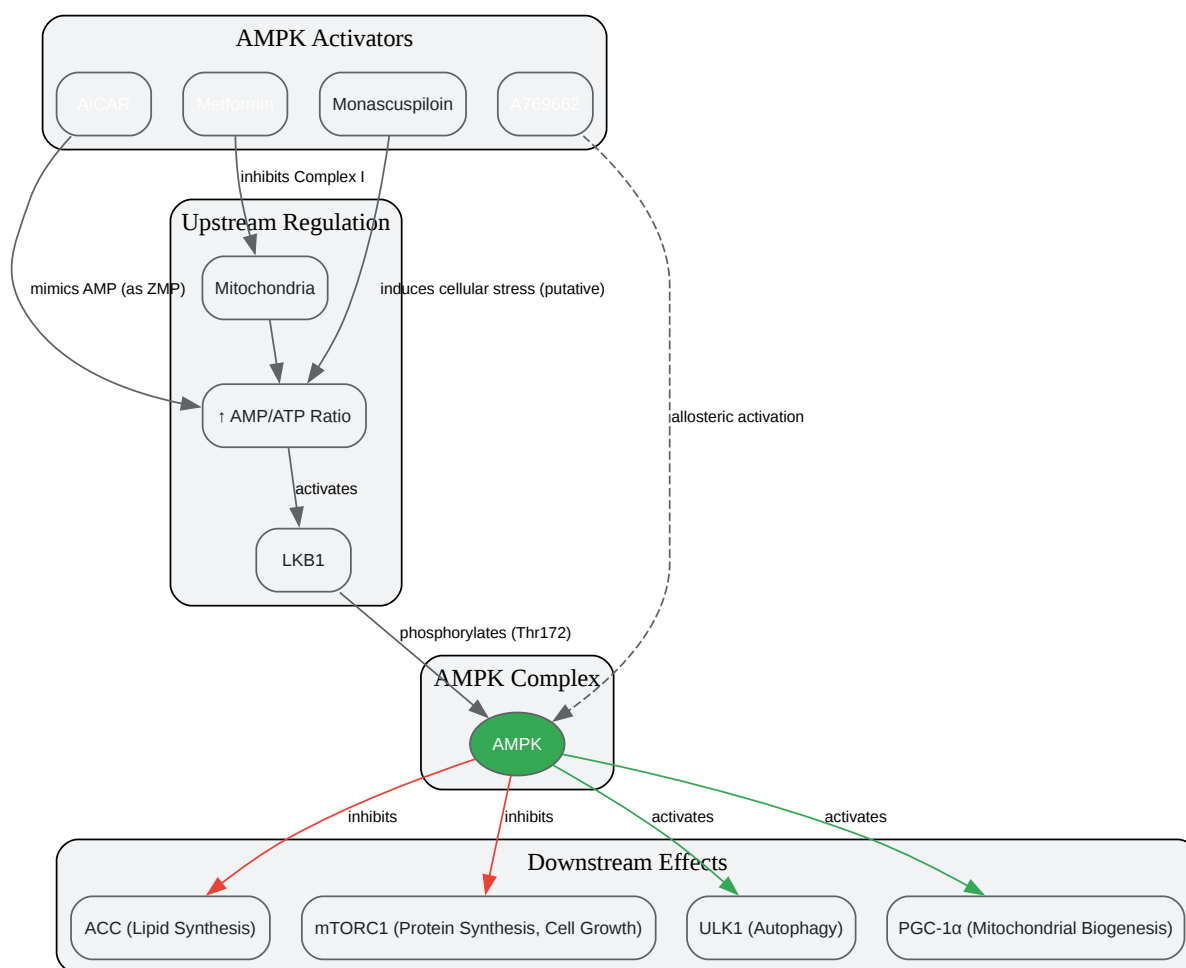 AMPK Activators
AICAR
Metformin
Monascuspiloin
A769662
inhibits Complex I
Upstream Regulation
Mitochondria
mimics AMP (as ZMP)
induces cellular stress (putative)
↑ AMP/ATP Ratio
allosteric activation
activates
LKB1
phosphorylates (Thr172)
AMPK Complex
AMPK
inhibits
inhibits
activates
activates
Downstream Effects
ACC (Lipid Synthesis)
mTORC1 (Protein Synthesis, Cell Growth)
ULK1 (Autophagy)
PGC-1α (Mitochondrial Biogenesis)